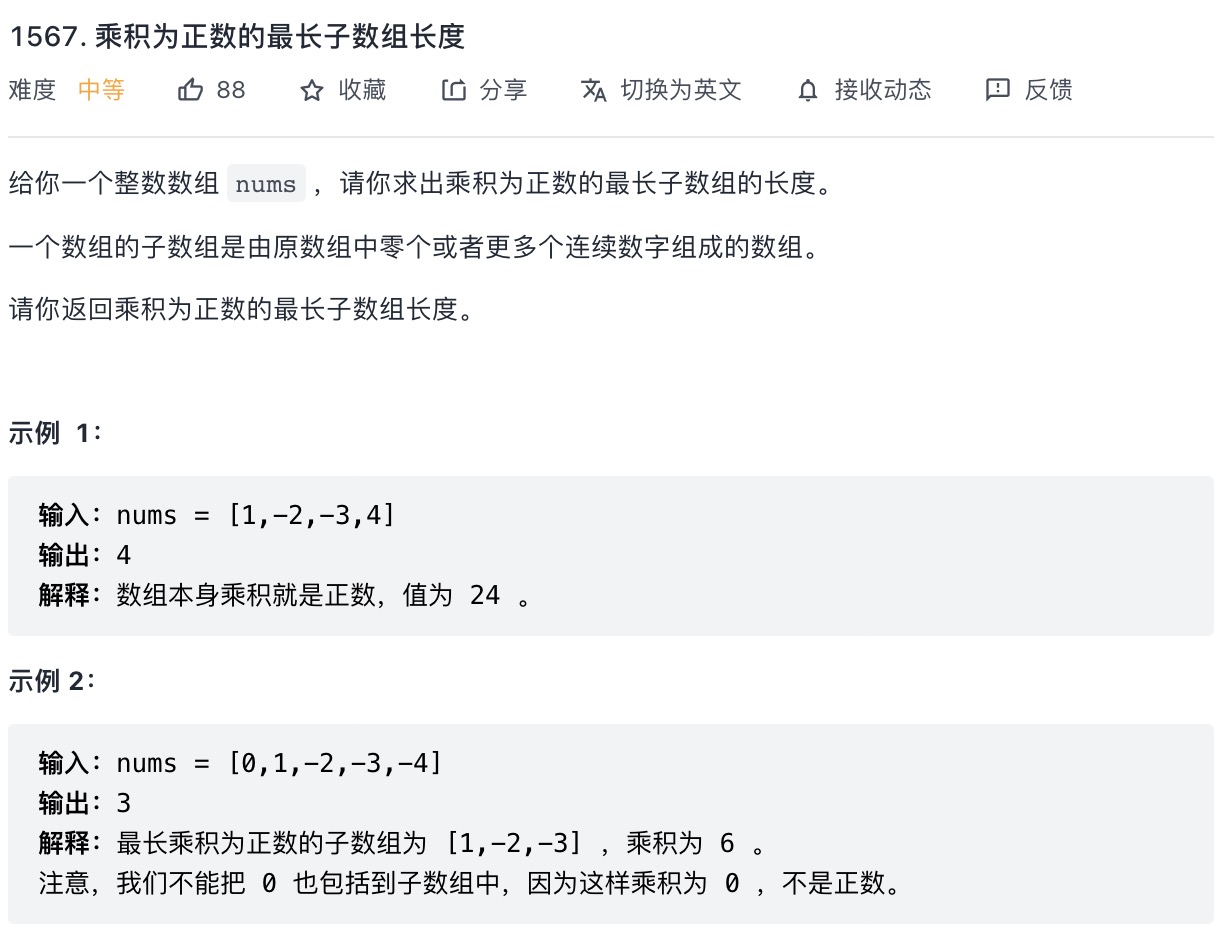 1567. 乘积为正数的最长子数组长度
难度 中等 88 收藏 分享 切换为英文 接收动态 反馈
给你一个整数数组 nums ，请你求出乘积为正数的最长子数组的长度。
一个数组的子数组是由原数组中零个或者更多个连续数字组成的数组。
请你返回乘积为正数的最长子数组长度。
示例 1：
输入：nums = [1,-2,-3,4]
输出：4
解释：数组本身乘积就是正数，值为 24 。
示例 2：
输入：nums = [0,1,-2,-3,-4]
输出：3
解释：最长乘积为正数的子数组为 [1,-2,-3] ，乘积为 6 。
注意，我们不能把 0 也包括到子数组中，因为这样乘积为 0 ，不是正数。